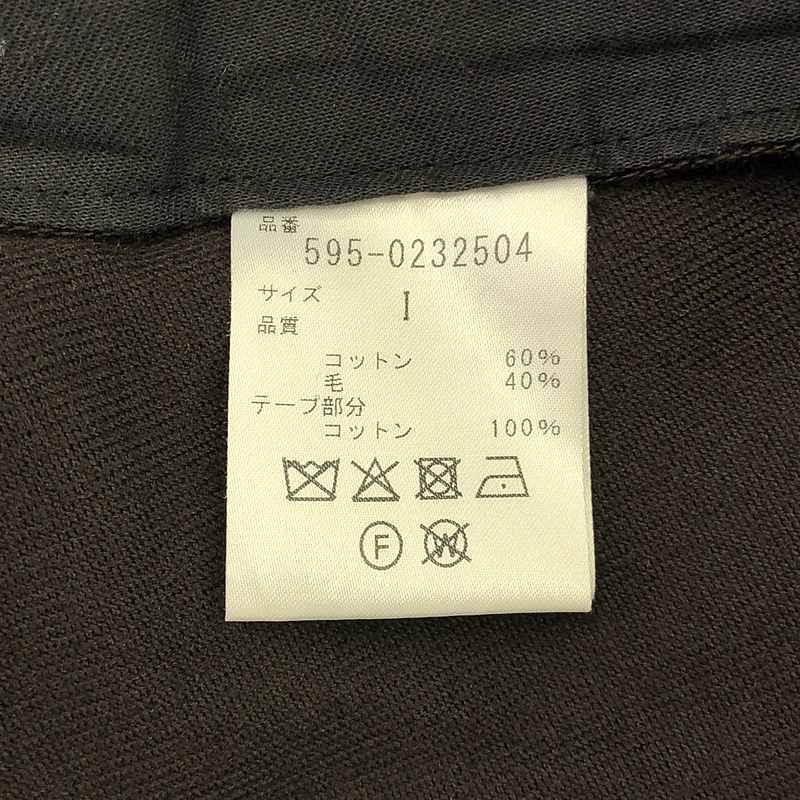 品番
595-0232504
サイズ I
品質
コットン 60%
毛 40%
テープ部分
コットン 100%
F W